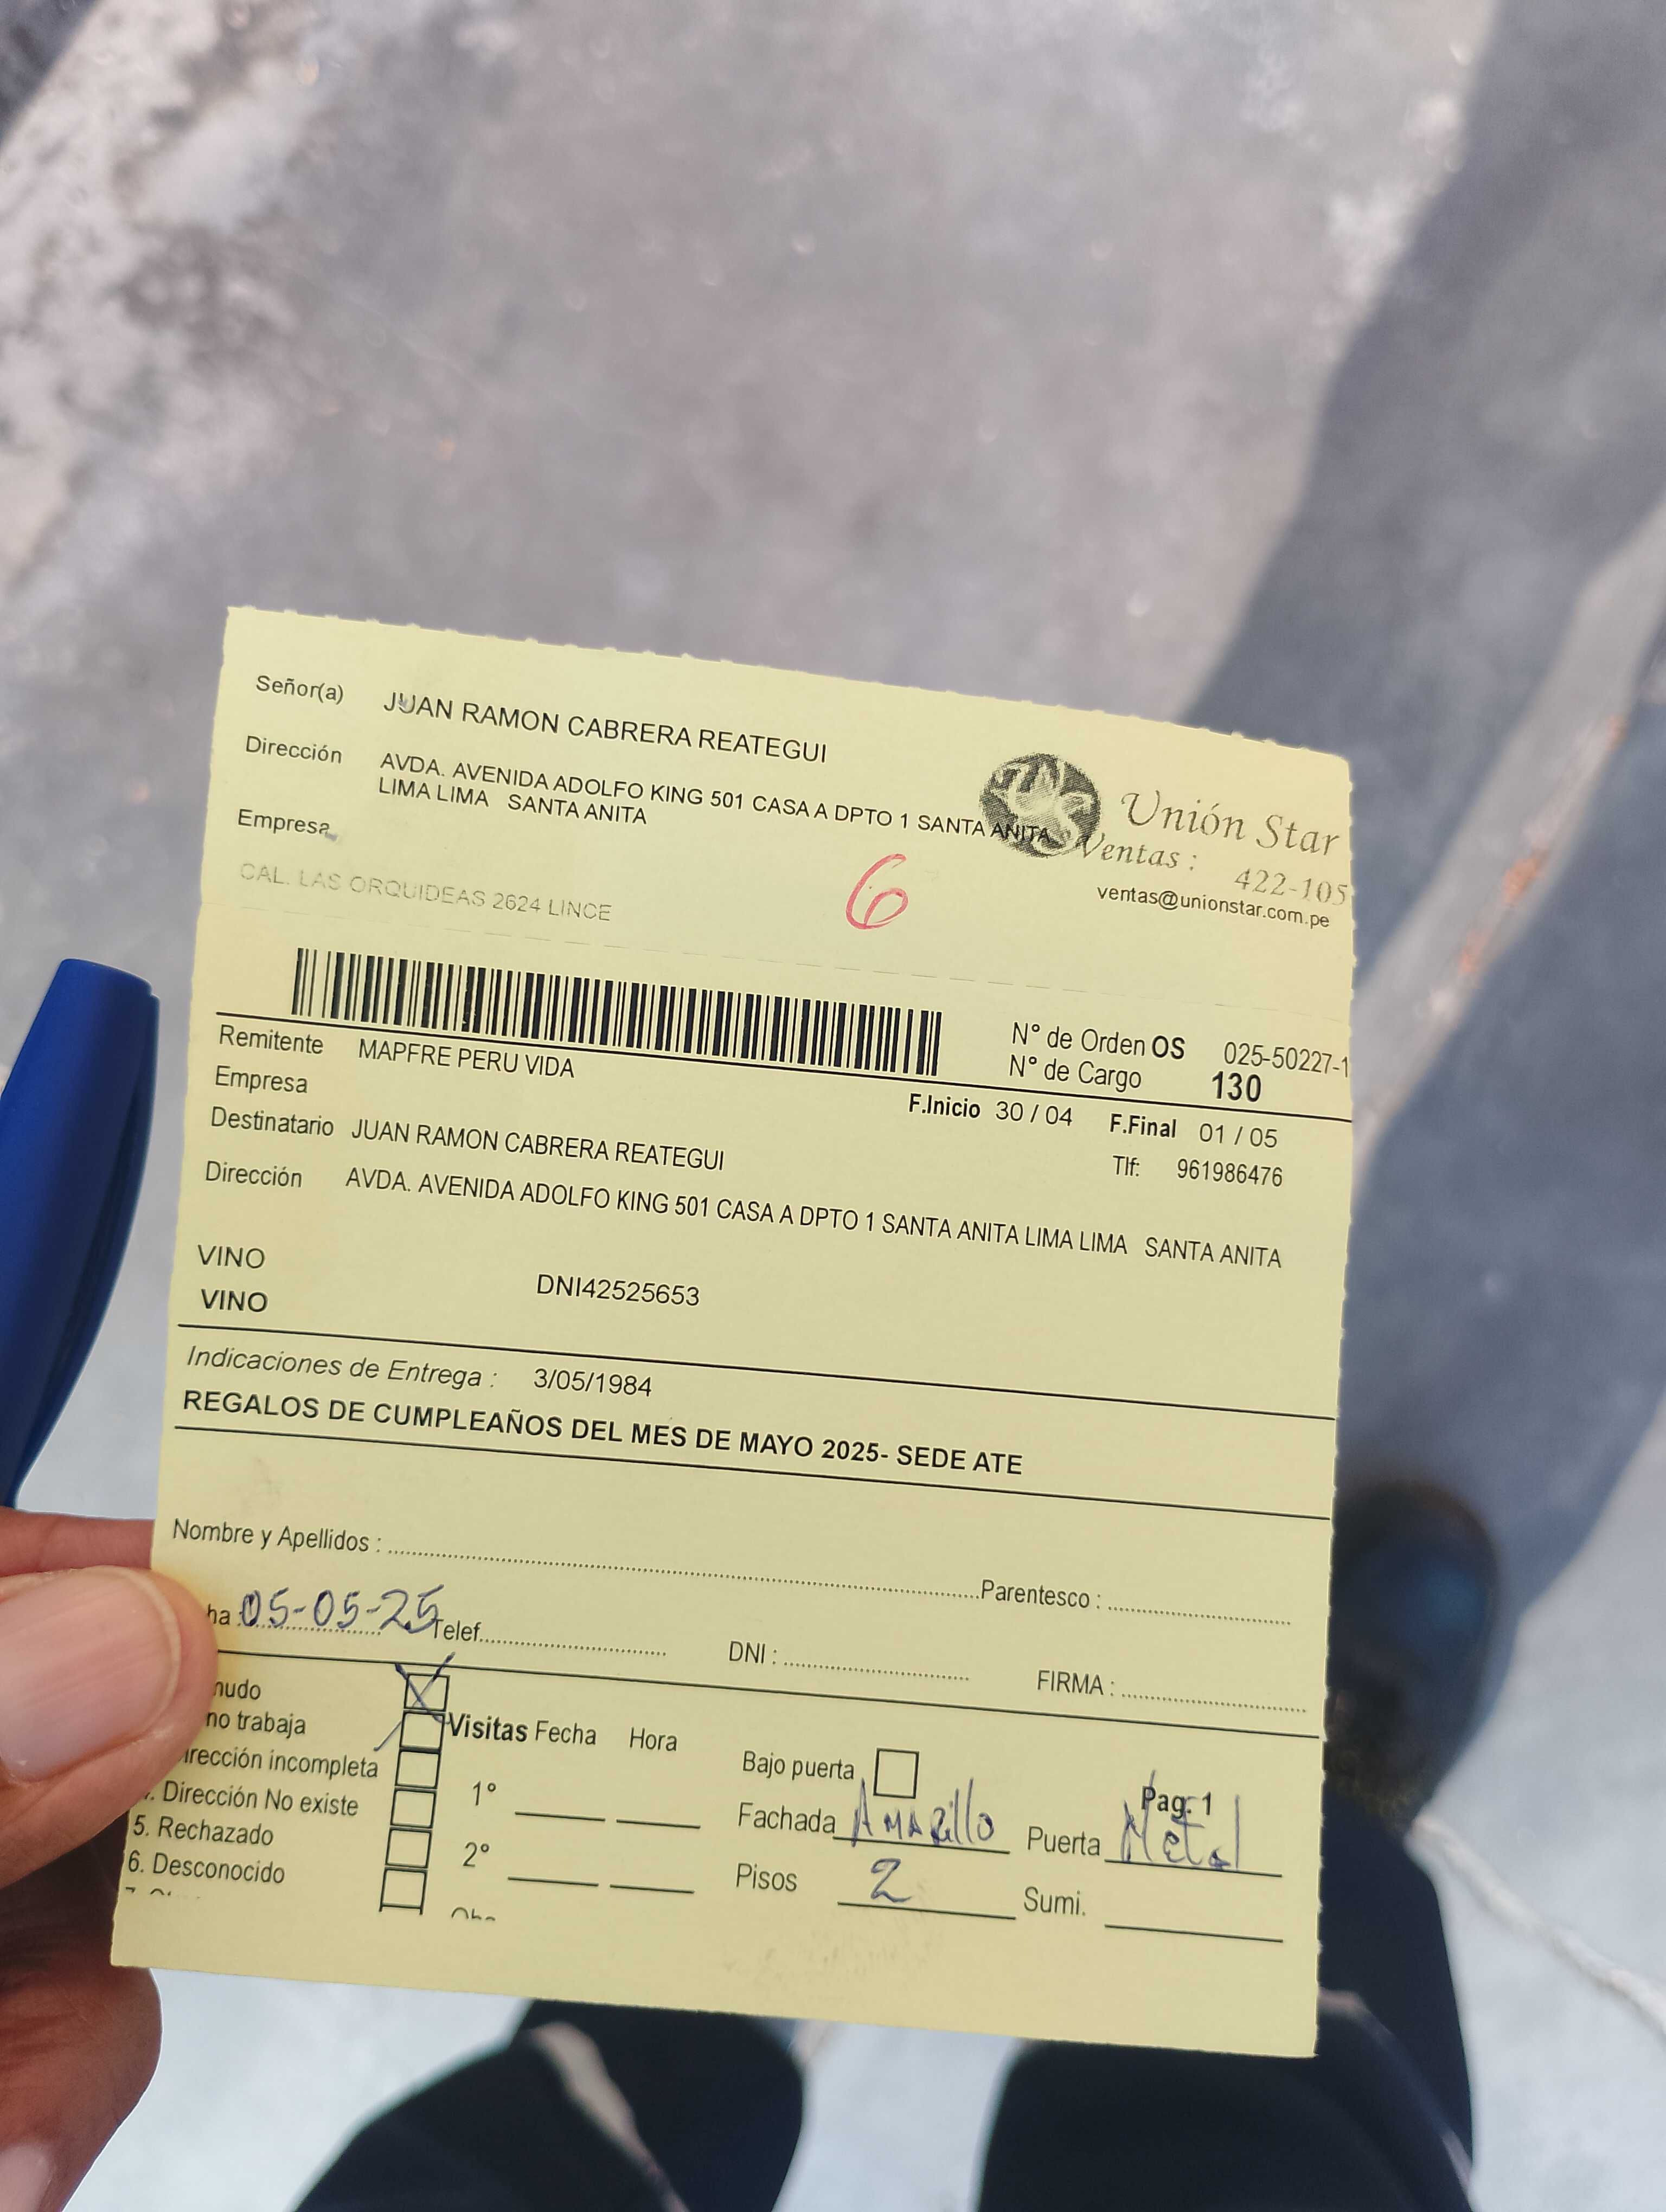 Señor(a) JUAN RAMON CABRERA REATEGUI
Dirección AVDA. AVENIDA ADOLFO KING 501 CASA A DPTO 1 SANTA ANITA
LIMA LIMA SANTA ANITA
Empresa
Unión Star
Ventas : 422-105
ventas@unionstar.com.pe
CAL. LAS ORQUIDEAS 2624 LINCE
6
N° de Orden OS 025-50227-1
N° de Cargo 130
Remitente MAPFRE PERU VIDA
Empresa
F.Inicio 30 / 04 F.Final 01 / 05
Destinatario JUAN RAMON CABRERA REATEGUI
Tlf: 961986476
Dirección AVDA. AVENIDA ADOLFO KING 501 CASA A DPTO 1 SANTA ANITA LIMA LIMA SANTA ANITA
VINO
DNI42525653
VINO
Indicaciones de Entrega : 3/05/1984
REGALOS DE CUMPLEAÑOS DEL MES DE MAYO 2025- SEDE ATE
Nombre y Apellidos : Parentesco :
ha : 05-05-25 Telef. DNI : FIRMA :
nudo
no trabaja
irección incompleta
. Dirección No existe
5. Rechazado
6. Desconocido
Visitas Fecha Hora
1°
2°
Bajo puerta
Pag. 1
Fachada AMARillo Puerta Metal
Pisos 2 Sumi.